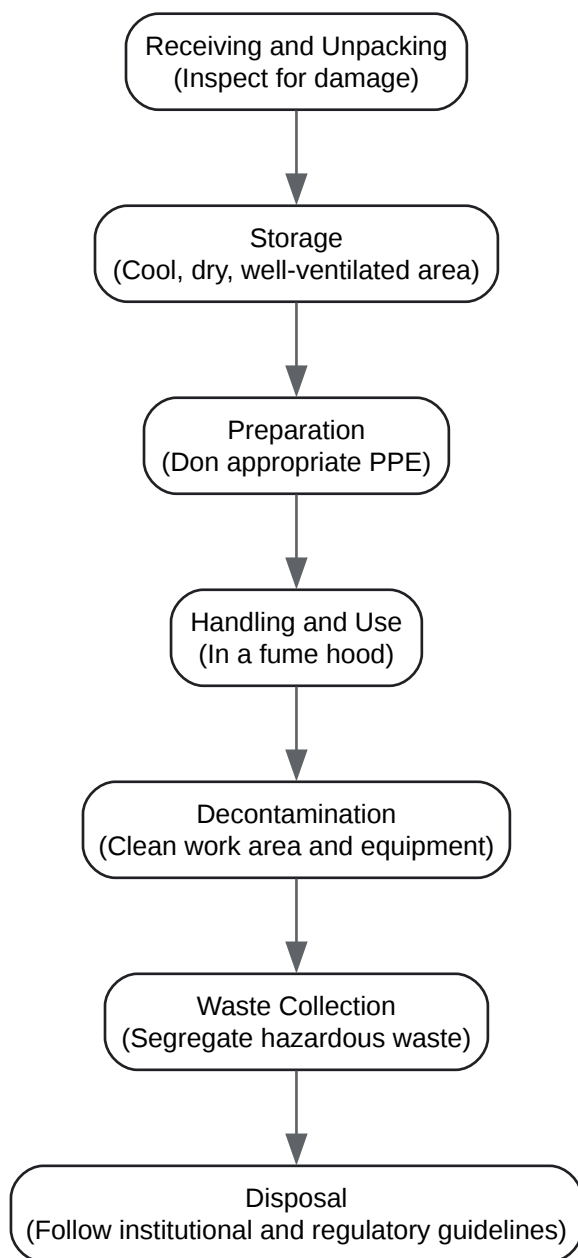 Receiving and Unpacking
(Inspect for damage)
Storage
(Cool, dry, well-ventilated area)
Preparation
(Don appropriate PPE)
Handling and Use
(In a fume hood)
Decontamination
(Clean work area and equipment)
Waste Collection
(Segregate hazardous waste)
Disposal
(Follow institutional and regulatory guidelines)